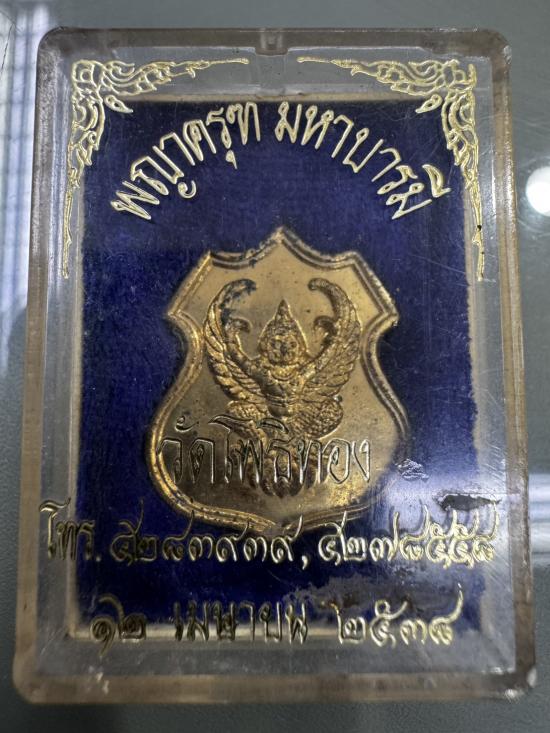 พญาครุฑ มหาบารมี
วัดโพธิทอง
โทร. ๔๒๘๓๙๓๙, ๔๒๗๘๕๕๘
๑๒ เมษายน ๒๕๓๘